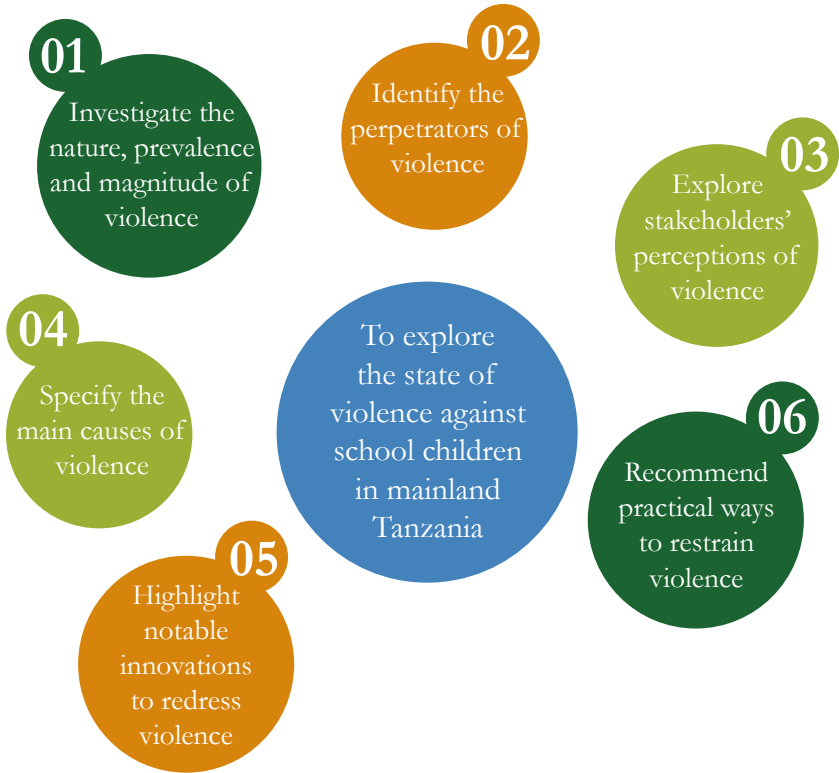 01
Investigate the
nature, prevalence
and magnitude of
violence
02
Identify the
perpetrators of
violence
03
Explore
stakeholders’
perceptions of
violence
04
Specify the
main causes of
violence
To explore
the state of
violence against
school children
in mainland
Tanzania
05
Highlight
notable
innovations
to redress
violence
06
Recommend
practical ways
to restrain
violence